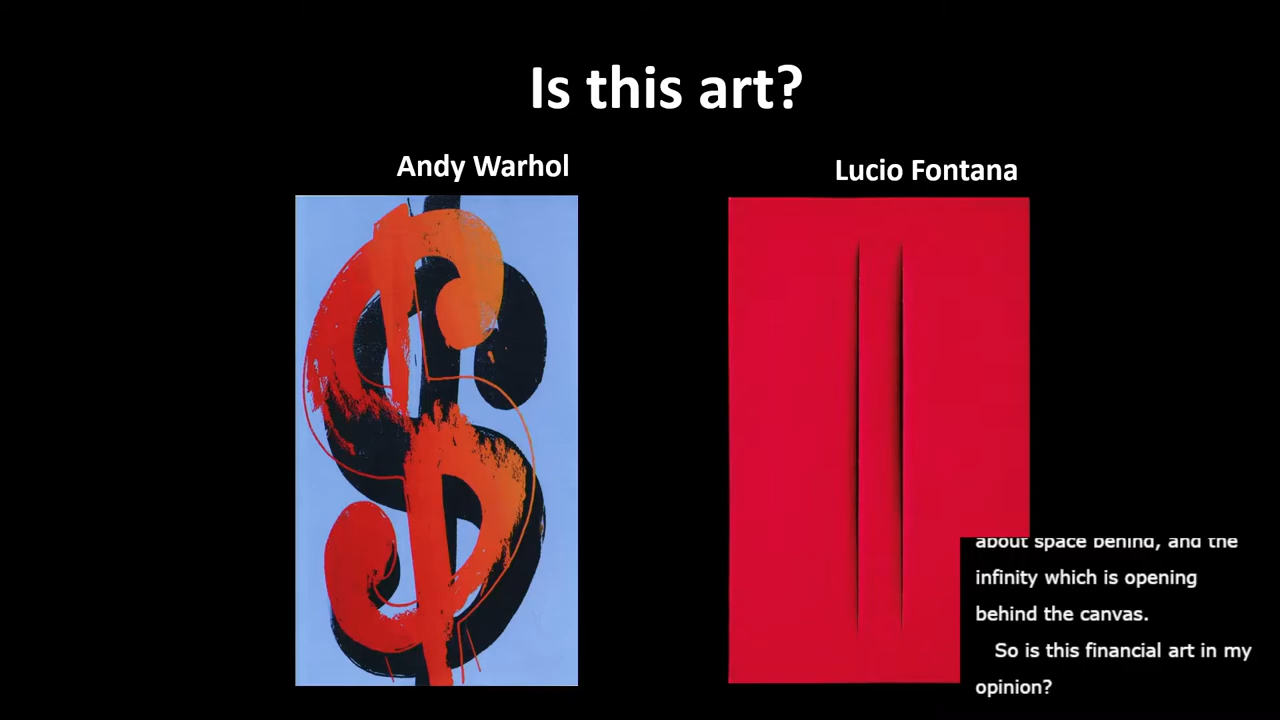 Is this art?
Andy Warhol
Lucio Fontana
about space behind, and the
infinity which is opening
behind the canvas.
So is this financial art in my
opinion?